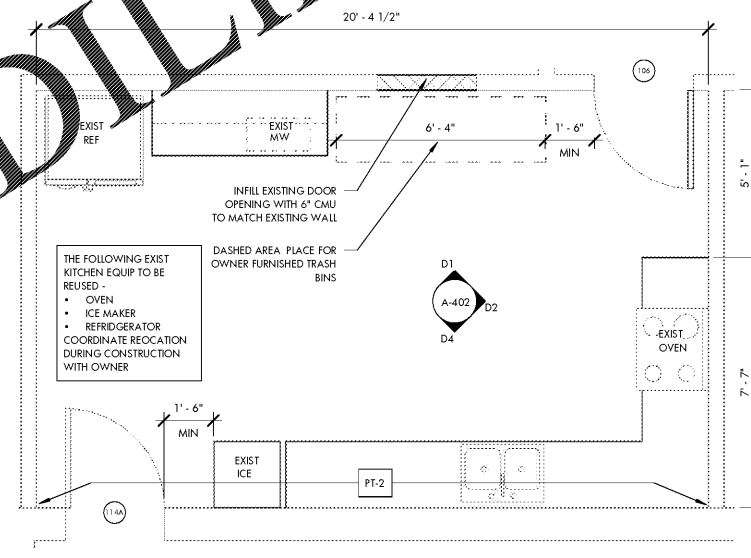 20' - 4 1/2"
DILI
106
EXIST
REF
EXIST
MW
6' - 4"
1' - 6"
MIN
5' - 1"
INFILL EXISTING DOOR
OPENING WITH 6" CMU
TO MATCH EXISTING WALL
DASHED AREA PLACE FOR
OWNER FURNISHED TRASH
BINS
THE FOLLOWING EXIST
KITCHEN EQUIP TO BE
REUSED -
• OVEN
• ICE MAKER
• REFRIDGERATOR
COORDINATE REOCATION
DURING CONSTRUCTION
WITH OWNER
D1
A-402
D2
D4
EXIST
OVEN
7' - 7"
1' - 6"
MIN
EXIST
ICE
PT-2
114A